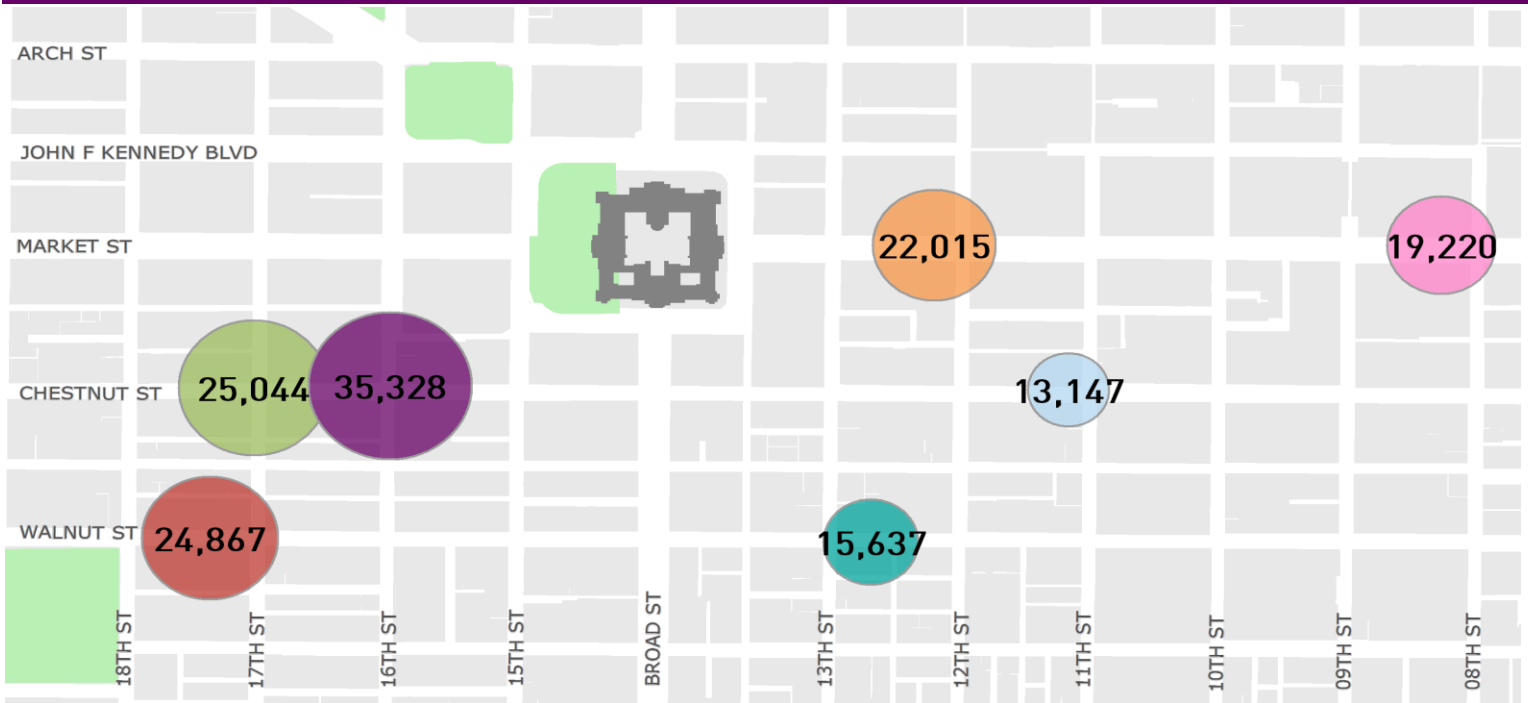 ARCH ST
JOHN F KENNEDY BLVD
MARKET ST
22,015
19,220
CHESTNUT ST
25,044
35,328
13,147
WALNUT ST
24,867
15,637
18TH ST
17TH ST
16TH ST
15TH ST
BROAD ST
13TH ST
12TH ST
11TH ST
10TH ST
09TH ST
08TH ST